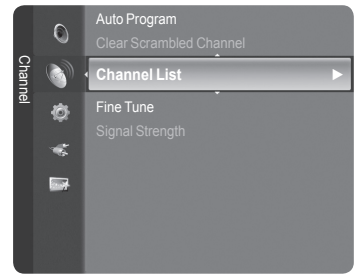 Channel
Auto Program
Clear Scrambled Channel
Channel List
Fine Tune
Signal Strength